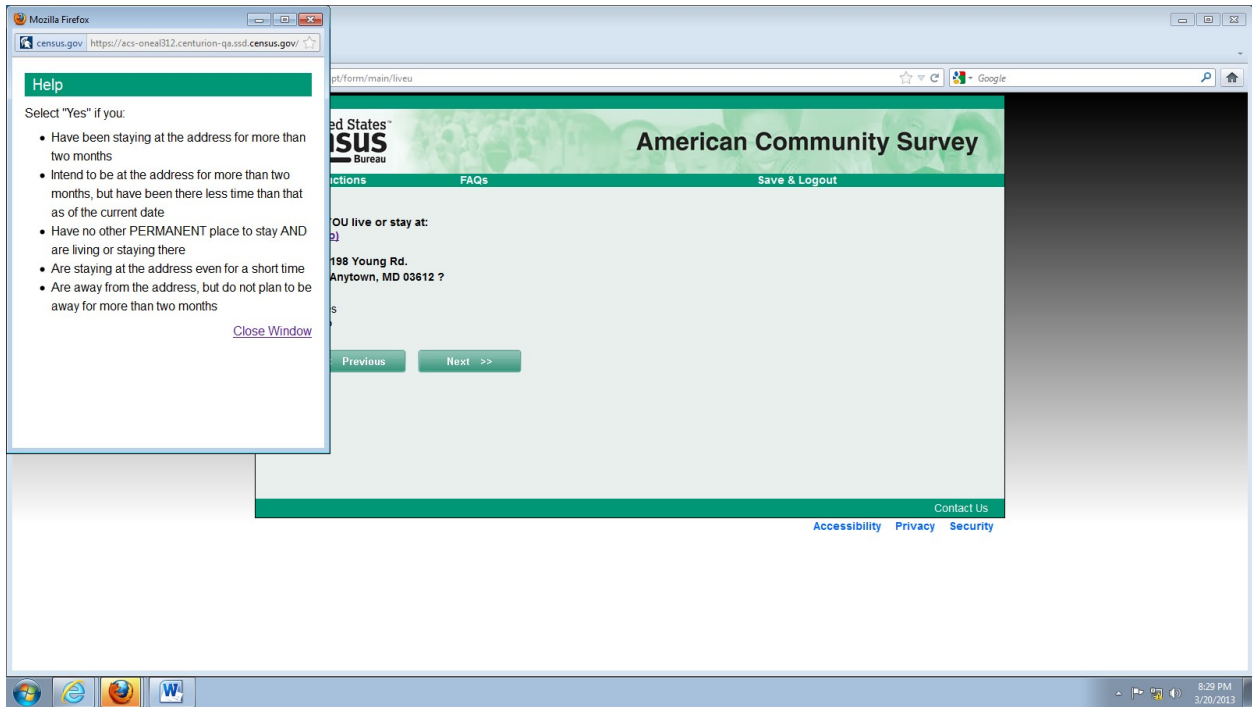 Mozilla Firefox
census.gov https://acs-oneal312.centurion-qa.ssd.census.gov/
Help
Select "Yes" if you:
• Have been staying at the address for more than
two months
• Intend to be at the address for more than two
months, but have been there less time than that
as of the current date
• Have no other PERMANENT place to stay AND
are living or staying there
• Are staying at the address even for a short time
• Are away from the address, but do not plan to be
away for more than two months
Close Window
pt/form/main/liveu
Google
ed States™
nsus
Bureau
American Community Survey
uctions FAQs Save & Logout
OU live or stay at:
p)
198 Young Rd.
Anytown, MD 03612 ?
es
Previous Next >>
Contact Us
Accessibility Privacy Security
W
8:29 PM
3/20/2013